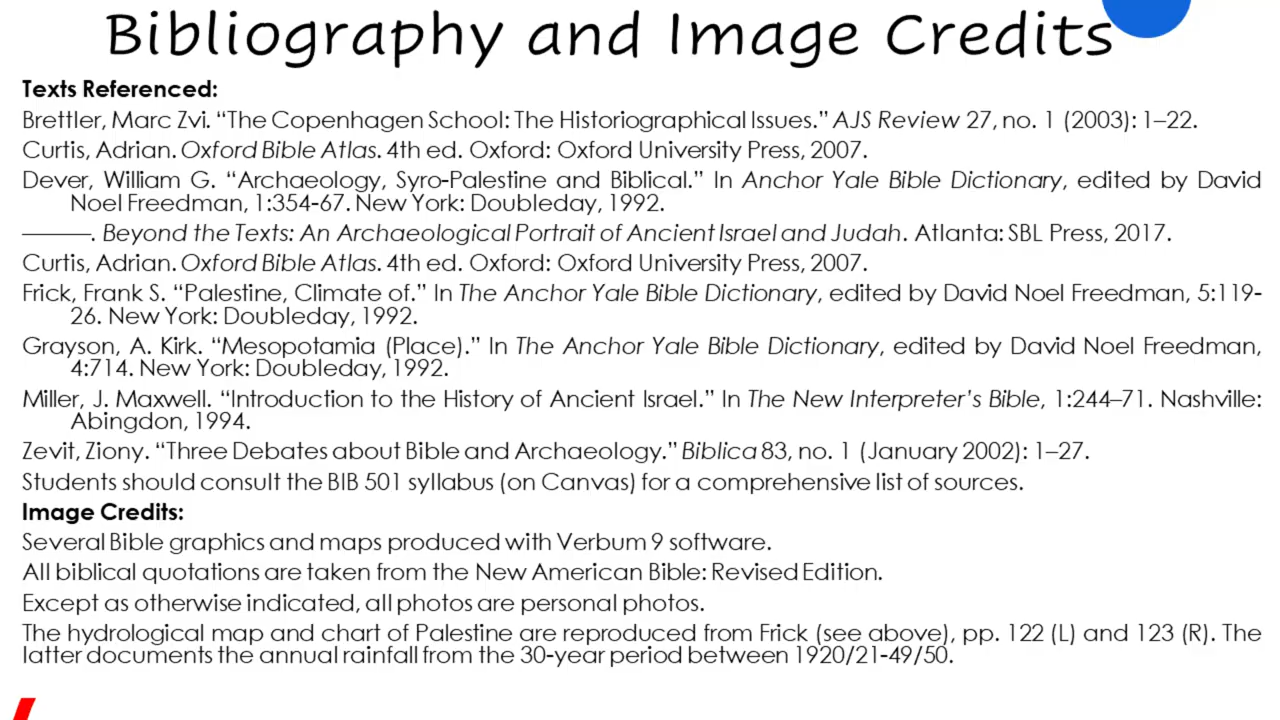 Bibliography and Image Credits
Texts Referenced:
Brettler, Marc Zvi. “The Copenhagen School: The Historiographical Issues.” AJS Review 27, no. 1 (2003): 1–22.
Curtis, Adrian. Oxford Bible Atlas. 4th ed. Oxford: Oxford University Press, 2007.
Dever, William G. “Archaeology, Syro-Palestine and Biblical.” In Anchor Yale Bible Dictionary, edited by David
Noel Freedman, 1:354-67. New York: Doubleday, 1992.
———. Beyond the Texts: An Archaeological Portrait of Ancient Israel and Judah. Atlanta: SBL Press, 2017.
Curtis, Adrian. Oxford Bible Atlas. 4th ed. Oxford: Oxford University Press, 2007.
Frick, Frank S. “Palestine, Climate of.” In The Anchor Yale Bible Dictionary, edited by David Noel Freedman, 5:119-
26. New York: Doubleday, 1992.
Grayson, A. Kirk. “Mesopotamia (Place).” In The Anchor Yale Bible Dictionary, edited by David Noel Freedman,
4:714. New York: Doubleday, 1992.
Miller, J. Maxwell. “Introduction to the History of Ancient Israel.” In The New Interpreter’s Bible, 1:244–71. Nashville:
Abingdon, 1994.
Zevit, Ziony. “Three Debates about Bible and Archaeology.” Biblica 83, no. 1 (January 2002): 1–27.
Students should consult the BIB 501 syllabus (on Canvas) for a comprehensive list of sources.
Image Credits:
Several Bible graphics and maps produced with Verbum 9 software.
All biblical quotations are taken from the New American Bible: Revised Edition.
Except as otherwise indicated, all photos are personal photos.
The hydrological map and chart of Palestine are reproduced from Frick (see above), pp. 122 (L) and 123 (R). The
latter documents the annual rainfall from the 30-year period between 1920/21-49/50.